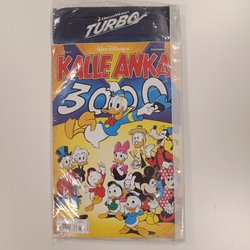 TURBO
Walt Disney's
KALLE ANKA
3000